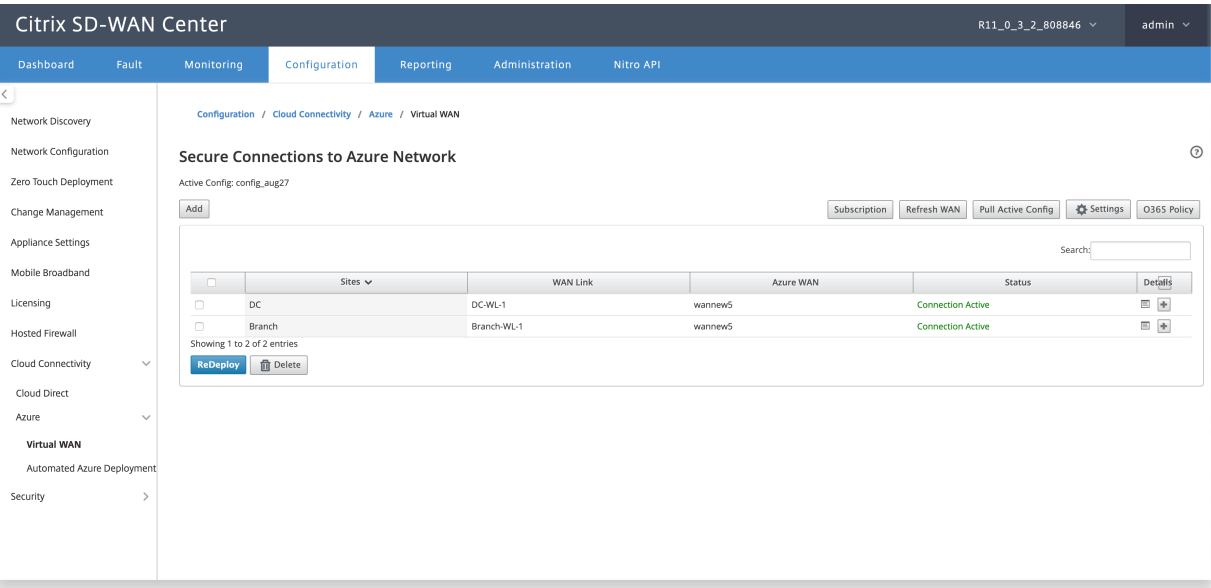 Citrix SD-WAN Center R11_0_3_2_808846 admin
Dashboard Fault Monitoring Configuration Reporting Administration Nitro API
Configuration / Cloud Connectivity / Azure / Virtual WAN
Network Discovery
Network Configuration
Zero Touch Deployment
Change Management
Appliance Settings
Mobile Broadband
Licensing
Hosted Firewall
Cloud Connectivity
Cloud Direct
Azure
Virtual WAN
Automated Azure Deployment
Security
Secure Connections to Azure Network ?
Active Config: config_aug27
Add Subscription Refresh WAN Pull Active Config Settings O365 Policy
Search:
Sites WAN Link Azure WAN Status Details
DC DC-WL-1 wannew5 Connection Active
Branch Branch-WL-1 wannew5 Connection Active
Showing 1 to 2 of 2 entries
ReDeploy Delete